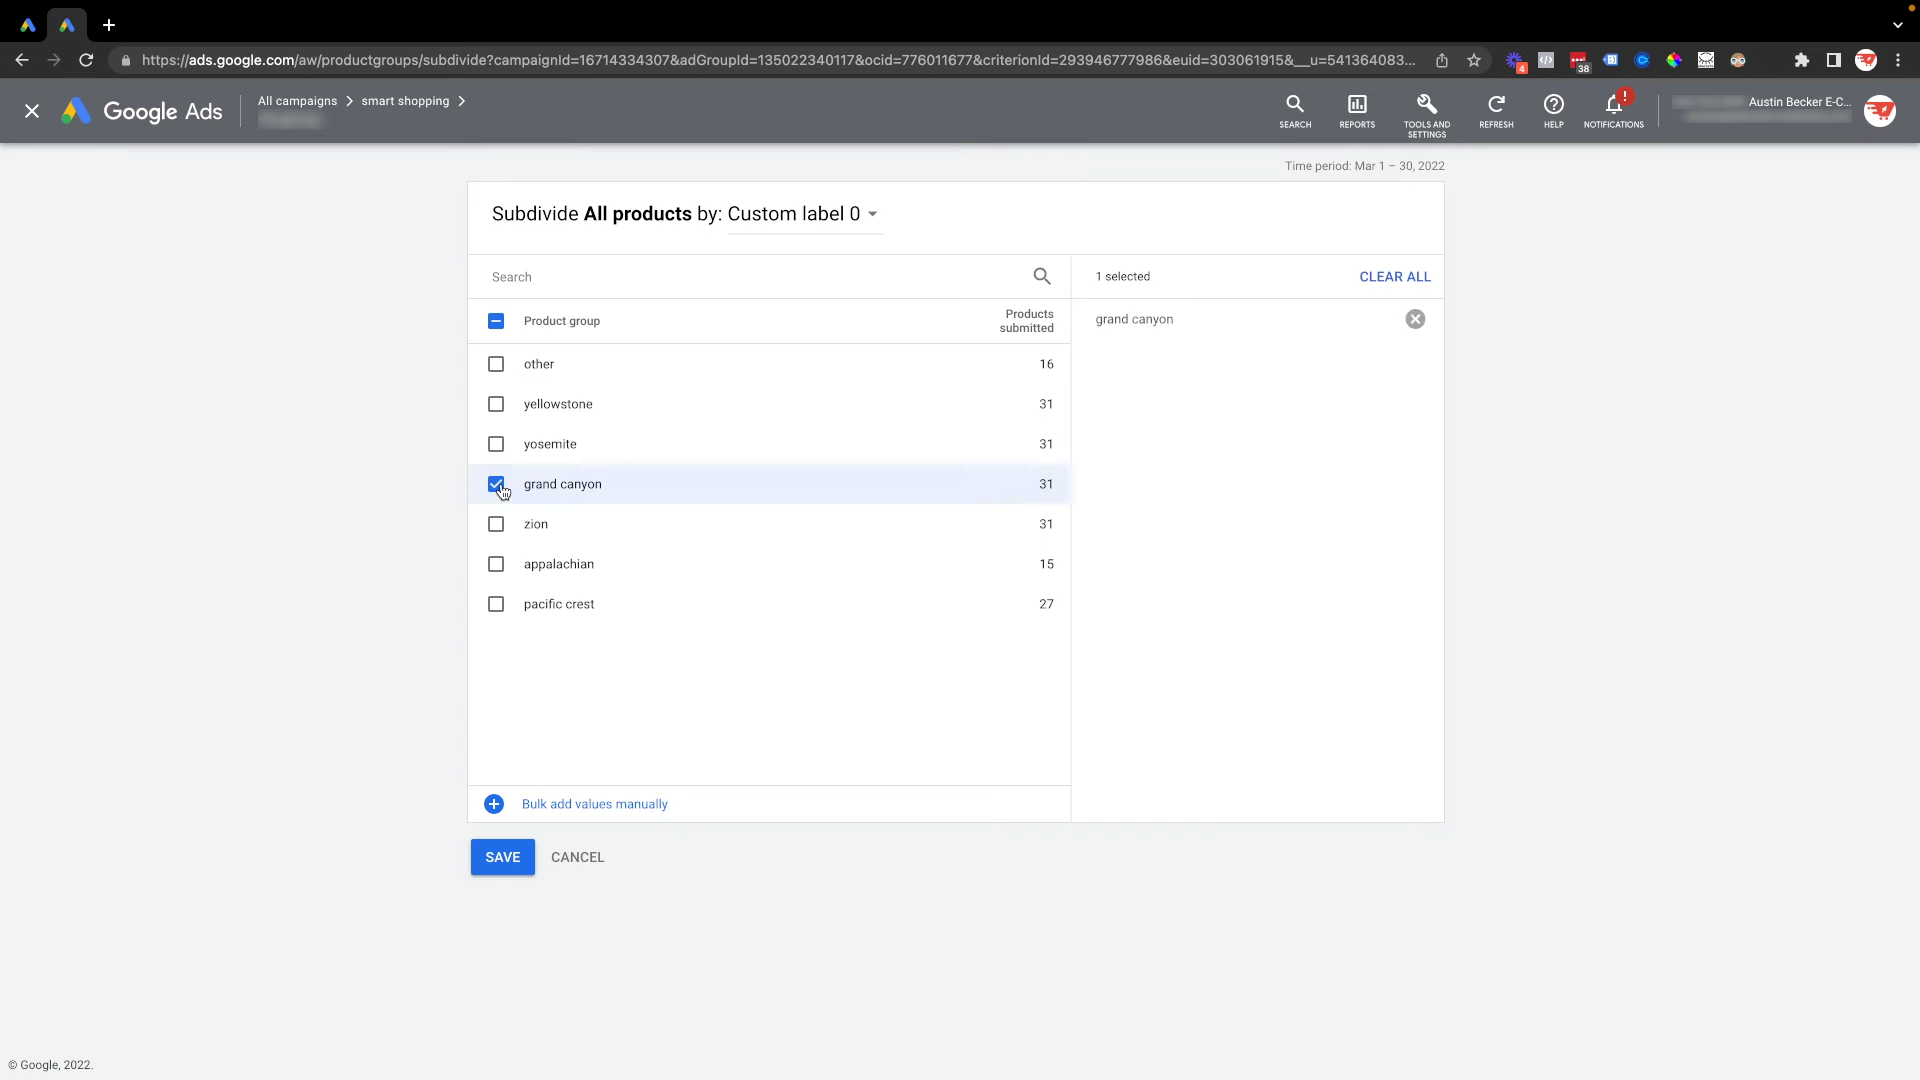 https://ads.google.com/aw/productgroups/subdivide?campaignId=16714334307&adGroupId=135022340117&ocid=776011677&criterionId=293946777986&euid=303061915&__u=541364083...
4
38
Google Ads
All campaigns > smart shopping >
SEARCH
REPORTS
TOOLS AND
SETTINGS
REFRESH
HELP
!
NOTIFICATIONS
Austin Becker E-C...
Time period: Mar 1 – 30, 2022
Subdivide All products by: Custom label 0
Search
1 selected
CLEAR ALL
Product group
Products
submitted
grand canyon
other 16
yellowstone 31
yosemite 31
grand canyon 31
zion 31
appalachian 15
pacific crest 27
Bulk add values manually
SAVE
CANCEL
© Google, 2022.